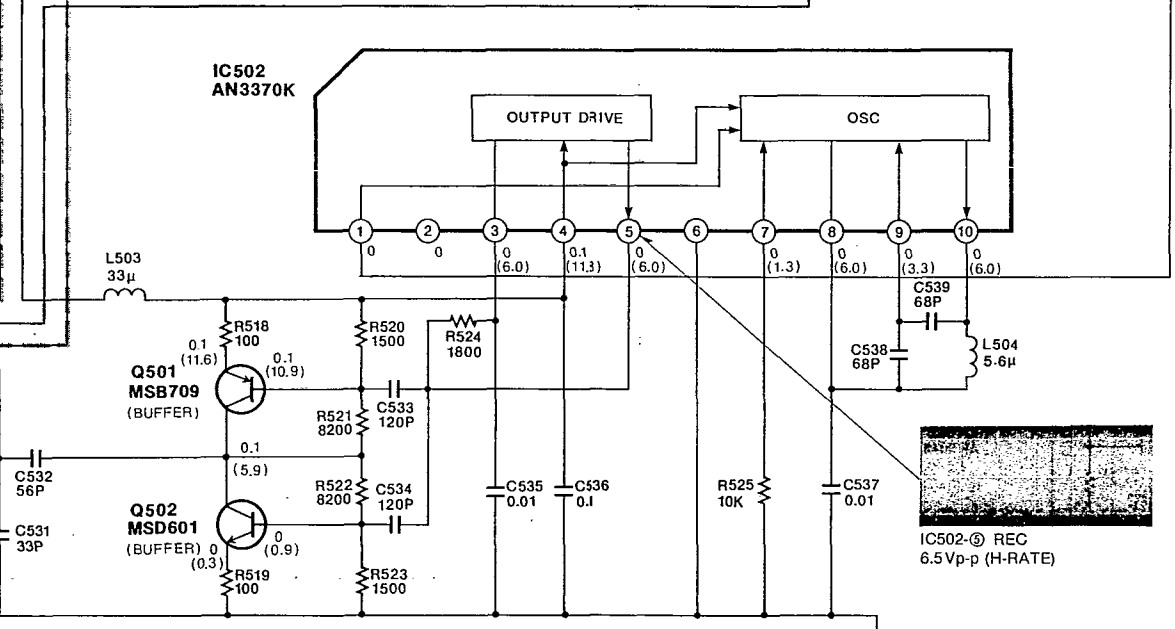 IC502
AN3370K
OUTPUT DRIVE
OSC
1
2
3
4
5
6
7
8
9
10
0
0
0
(6.0)
0.1
(11.3)
0
(6.0)
0
(1.3)
0
(6.0)
0
(3.3)
0
(6.0)
L503
33μ
R518
100
R520
1500
R524
1800
C539
68P
C538
68P
L504
5.6μ
0.1
(11.6)
0.1
(10.9)
Q501
MSB709
(BUFFER)
C533
120P
R521
8200
0.1
(5.9)
C532
56P
R522
8200
C534
120P
C535
0.01
C536
0.1
R525
10K
C537
0.01
Q502
MSD601
(BUFFER)
0
(0.3)
0
(0.9)
C531
33P
R519
100
R523
1500
IC502-⑤ REC
6.5Vp-p (H-RATE)